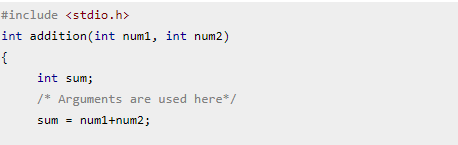 #include <stdio.h>
int addition(int num1, int num2)
{
int sum;
/* Arguments are used here*/
sum = num1+num2;